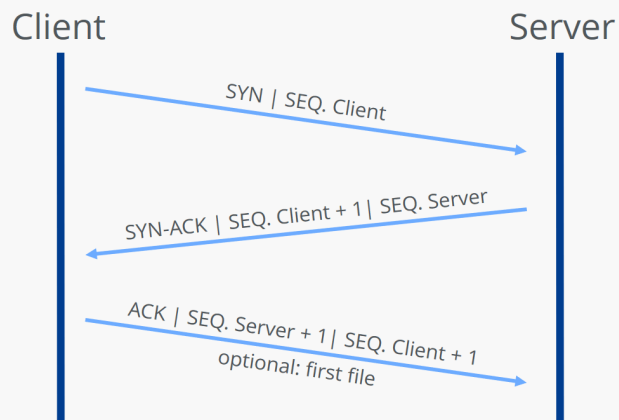 Client
Server
SYN | SEQ. Client
SYN-ACK | SEQ. Client + 1| SEQ. Server
ACK | SEQ. Server + 1| SEQ. Client + 1
optional: first file